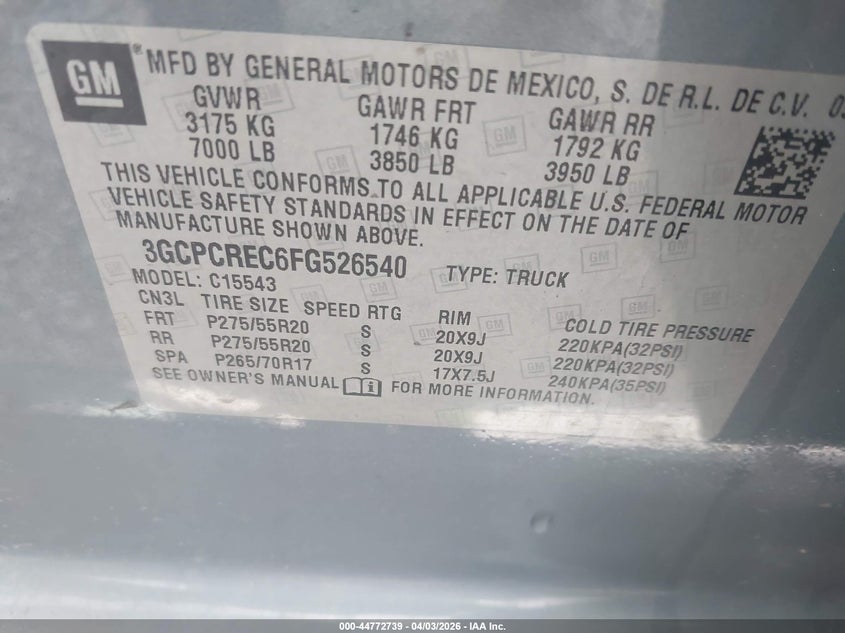 GM
® MFD BY GENERAL MOTORS DE MEXICO, S. DE R.L. DE C.V.
GVWR GAWR FRT GAWR RR
3175 KG 1746 KG 1792 KG
7000 LB 3850 LB 3950 LB
THIS VEHICLE CONFORMS TO ALL APPLICABLE U.S. FEDERAL MOTOR
VEHICLE SAFETY STANDARDS IN EFFECT ON THE DATE OF
MANUFACTURE SHOWN ABOVE.
3GCPCREC6FG526540 TYPE: TRUCK
MODEL: C15543
CN3L TIRE SIZE SPEED RTG RIM COLD TIRE PRESSURE
FRT P275/55R20 S 20X9J 220KPA(32PSI)
RR P275/55R20 S 20X9J 220KPA(32PSI)
SPA P265/70R17 S 17X7.5J 240KPA(35PSI)
SEE OWNER'S MANUAL FOR MORE INFORMATION.
000-44772739 - 04/03/2026 - IAA Inc.